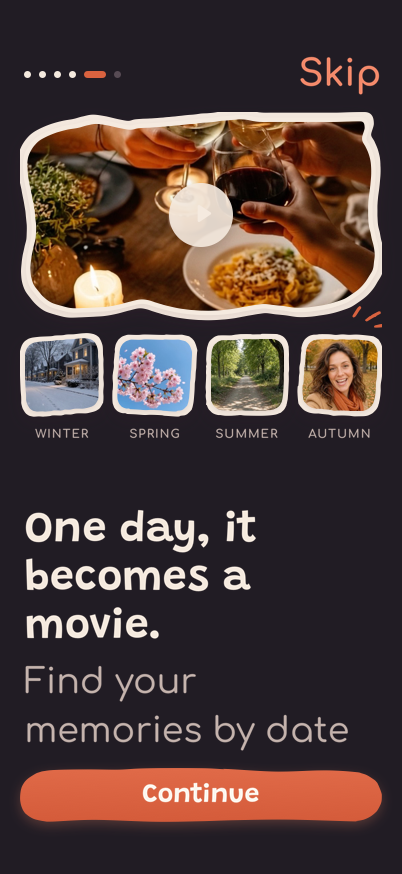 Skip
WINTER
SPRING
SUMMER
AUTUMN
One day, it
becomes a
movie.
Find your
memories by date
Continue